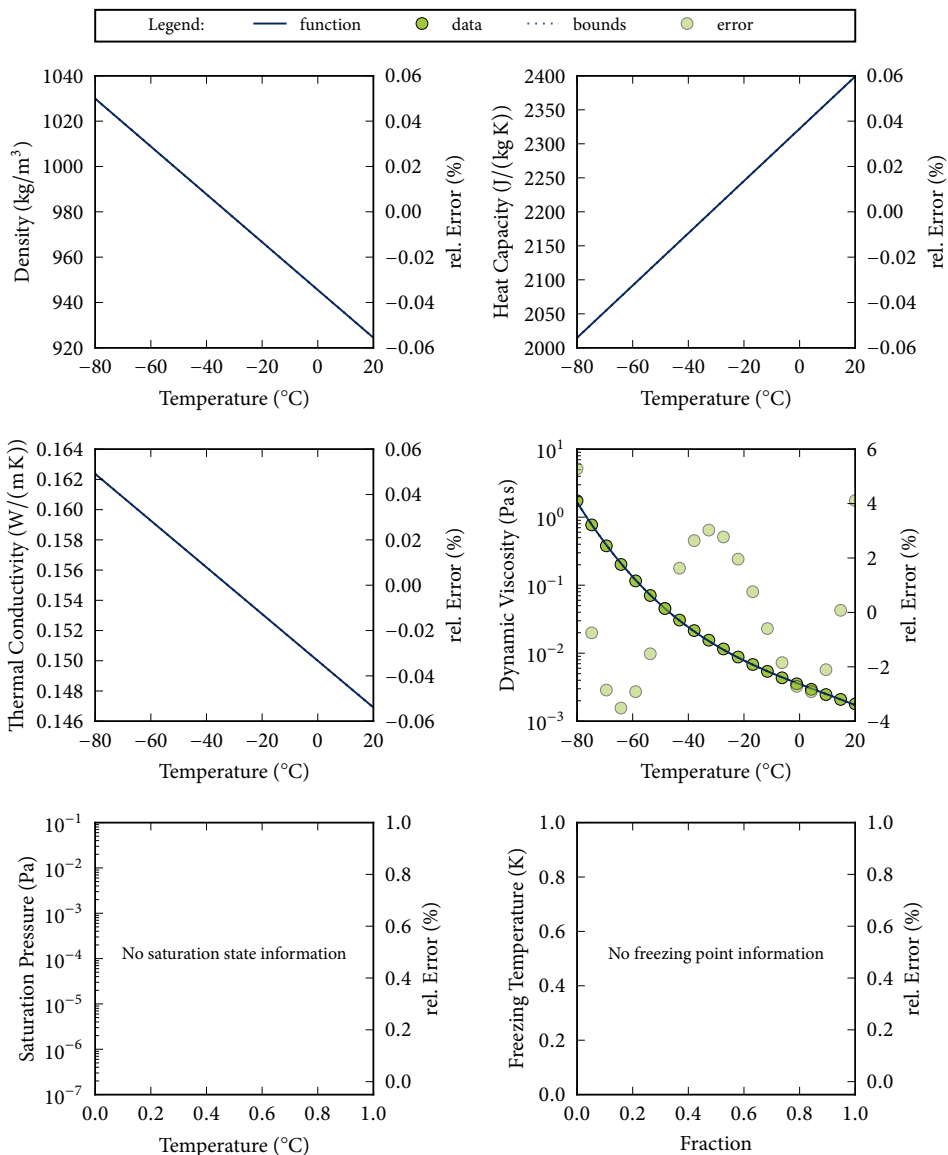 Legend: function data bounds error
1040 0.06 2400 0.06
2350
1020 0.04 2300 0.04
1000 0.02 2250 0.02
2200
980 0.00 2150 0.00
960 −0.02 2100 −0.02
940 −0.04 2050 −0.04
920 −0.06 2000 −0.06
Density (kg/m³) rel. Error (%) Heat Capacity (J/(kg K)) rel. Error (%)
−80 −60 −40 −20 0 20 −80 −60 −40 −20 0 20
Temperature (°C) Temperature (°C)
0.164 0.06 10¹ 6
0.162 0.04 10⁰ 4
0.160
0.158 0.02 2
0.156 0.00 10⁻¹ 0
0.154
0.152 −0.02 10⁻² −2
0.150 −0.04
0.148
0.146 −0.06 10⁻³ −4
Thermal Conductivity (W/(m K)) rel. Error (%) Dynamic Viscosity (Pa s) rel. Error (%)
−80 −60 −40 −20 0 20 −80 −60 −40 −20 0 20
Temperature (°C) Temperature (°C)
10⁻¹ 1.0 1.0 1.0
10⁻² 0.8 0.8 0.8
10⁻³ 0.6 0.6 0.6
No saturation state information No freezing point information
10⁻⁴ 0.4 0.4 0.4
10⁻⁵ 0.2 0.2 0.2
10⁻⁶
10⁻⁷ 0.0 0.0 0.0
Saturation Pressure (Pa) rel. Error (%) Freezing Temperature (K) rel. Error (%)
0.0 0.2 0.4 0.6 0.8 1.0 0.0 0.2 0.4 0.6 0.8 1.0
Temperature (°C) Fraction